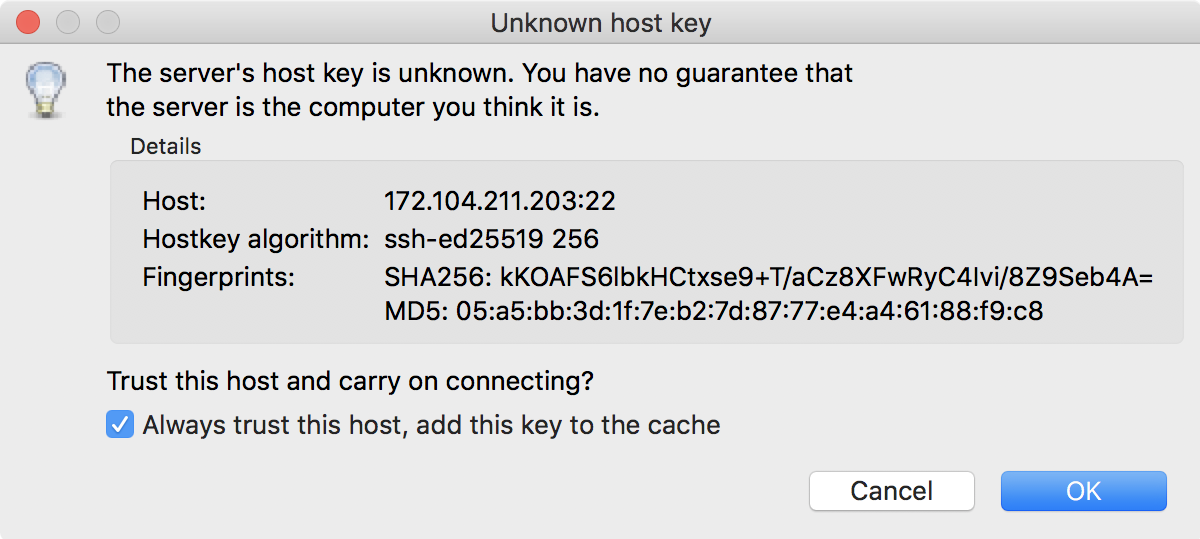 Unknown host key
The server's host key is unknown. You have no guarantee that
the server is the computer you think it is.
Details
Host: 172.104.211.203:22
Hostkey algorithm: ssh-ed25519 256
Fingerprints: SHA256: kKOAFS6lbkHCtxse9+T/aCz8XFwRyC4lvi/8Z9Seb4A=
MD5: 05:a5:bb:3d:1f:7e:b2:7d:87:77:e4:a4:61:88:f9:c8
Trust this host and carry on connecting?
Always trust this host, add this key to the cache
Cancel OK